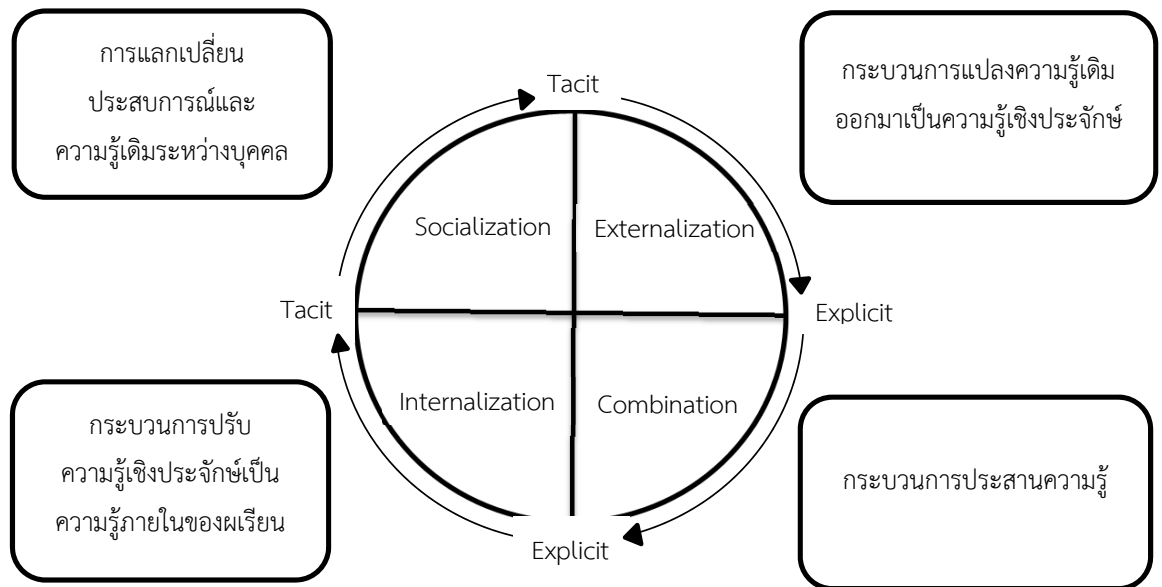 การแลกเปลี่ยน
ประสบการณ์และ
ความรู้เดิมระหว่างบุคคล
กระบวนการแปลงความรู้เดิม
ออกมาเป็นความรู้เชิงประจักษ์
Tacit
Socialization
Externalization
Tacit
Explicit
Internalization
Combination
กระบวนการปรับ
ความรู้เชิงประจักษ์เป็น
ความรู้ภายในของผเรียน
กระบวนการประสานความรู้
Explicit